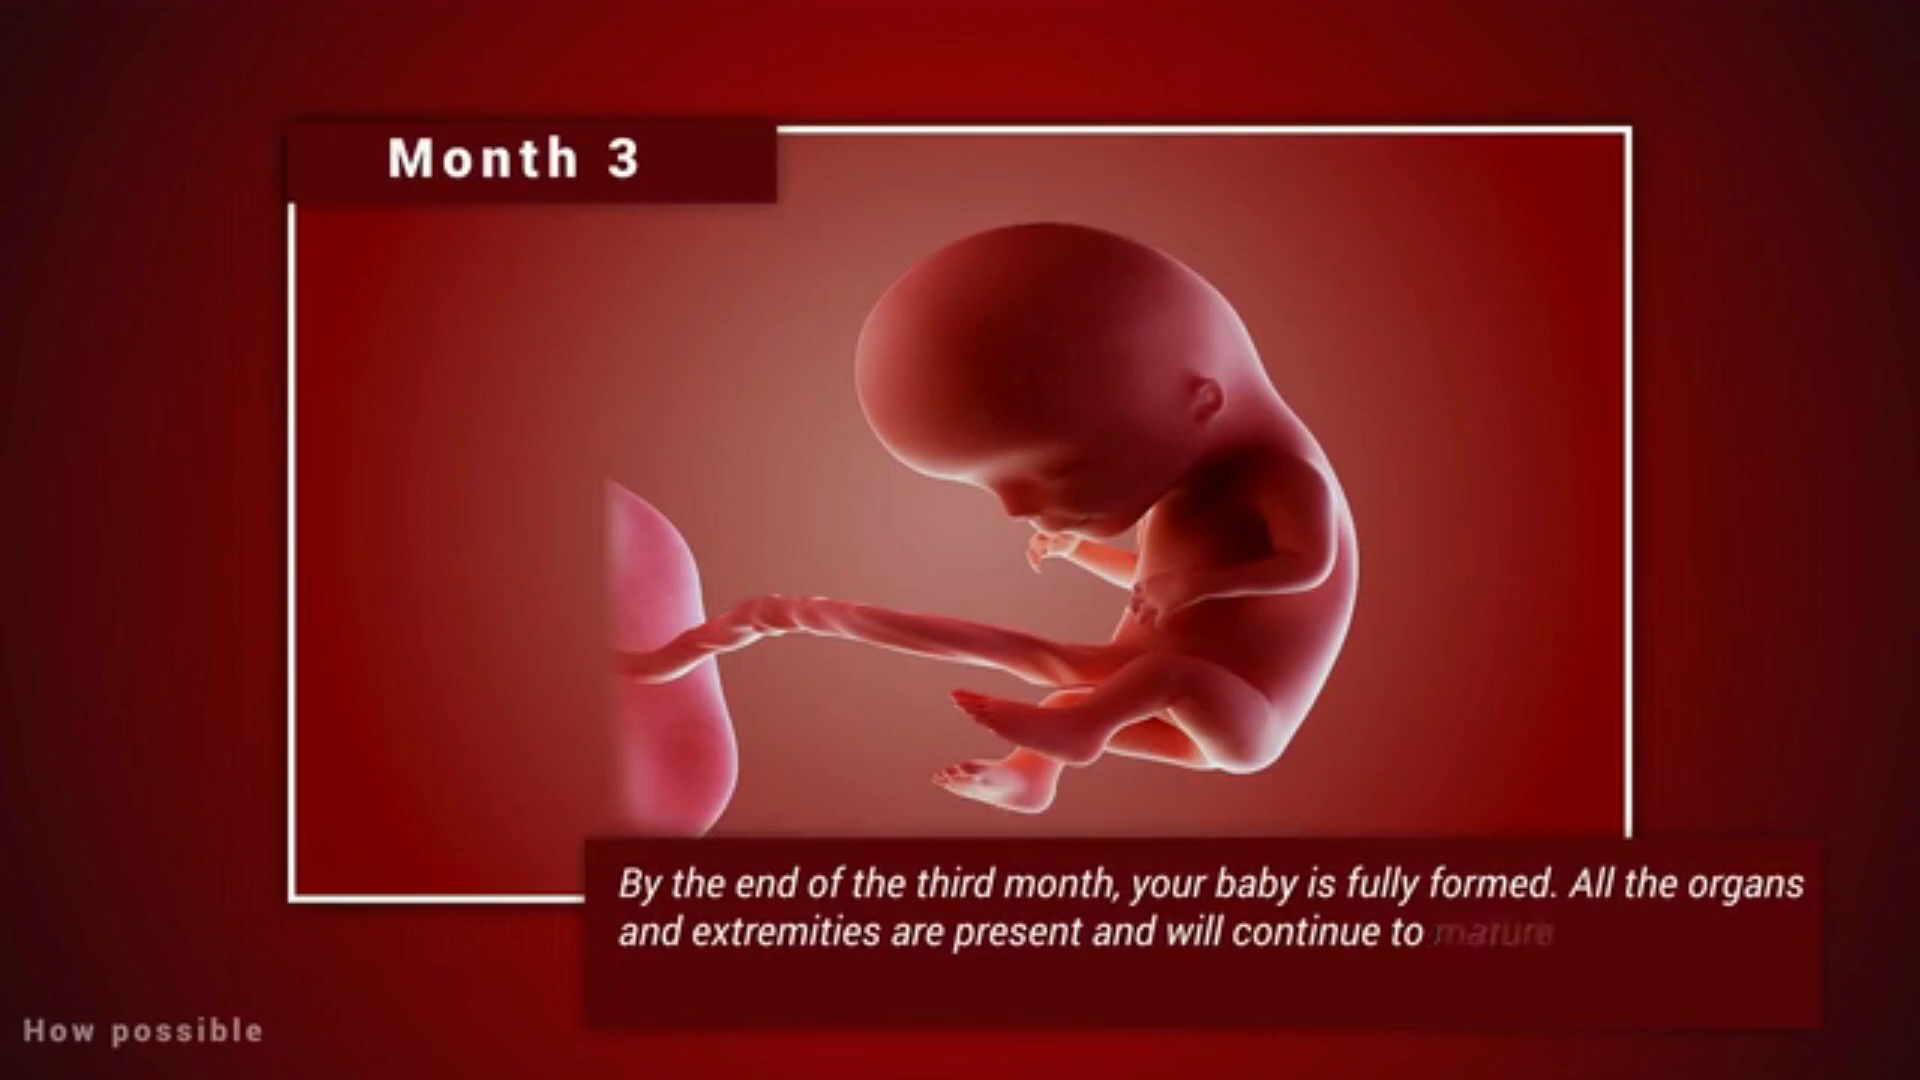 Month 3
By the end of the third month, your baby is fully formed. All the organs
and extremities are present and will continue to mature
How possible